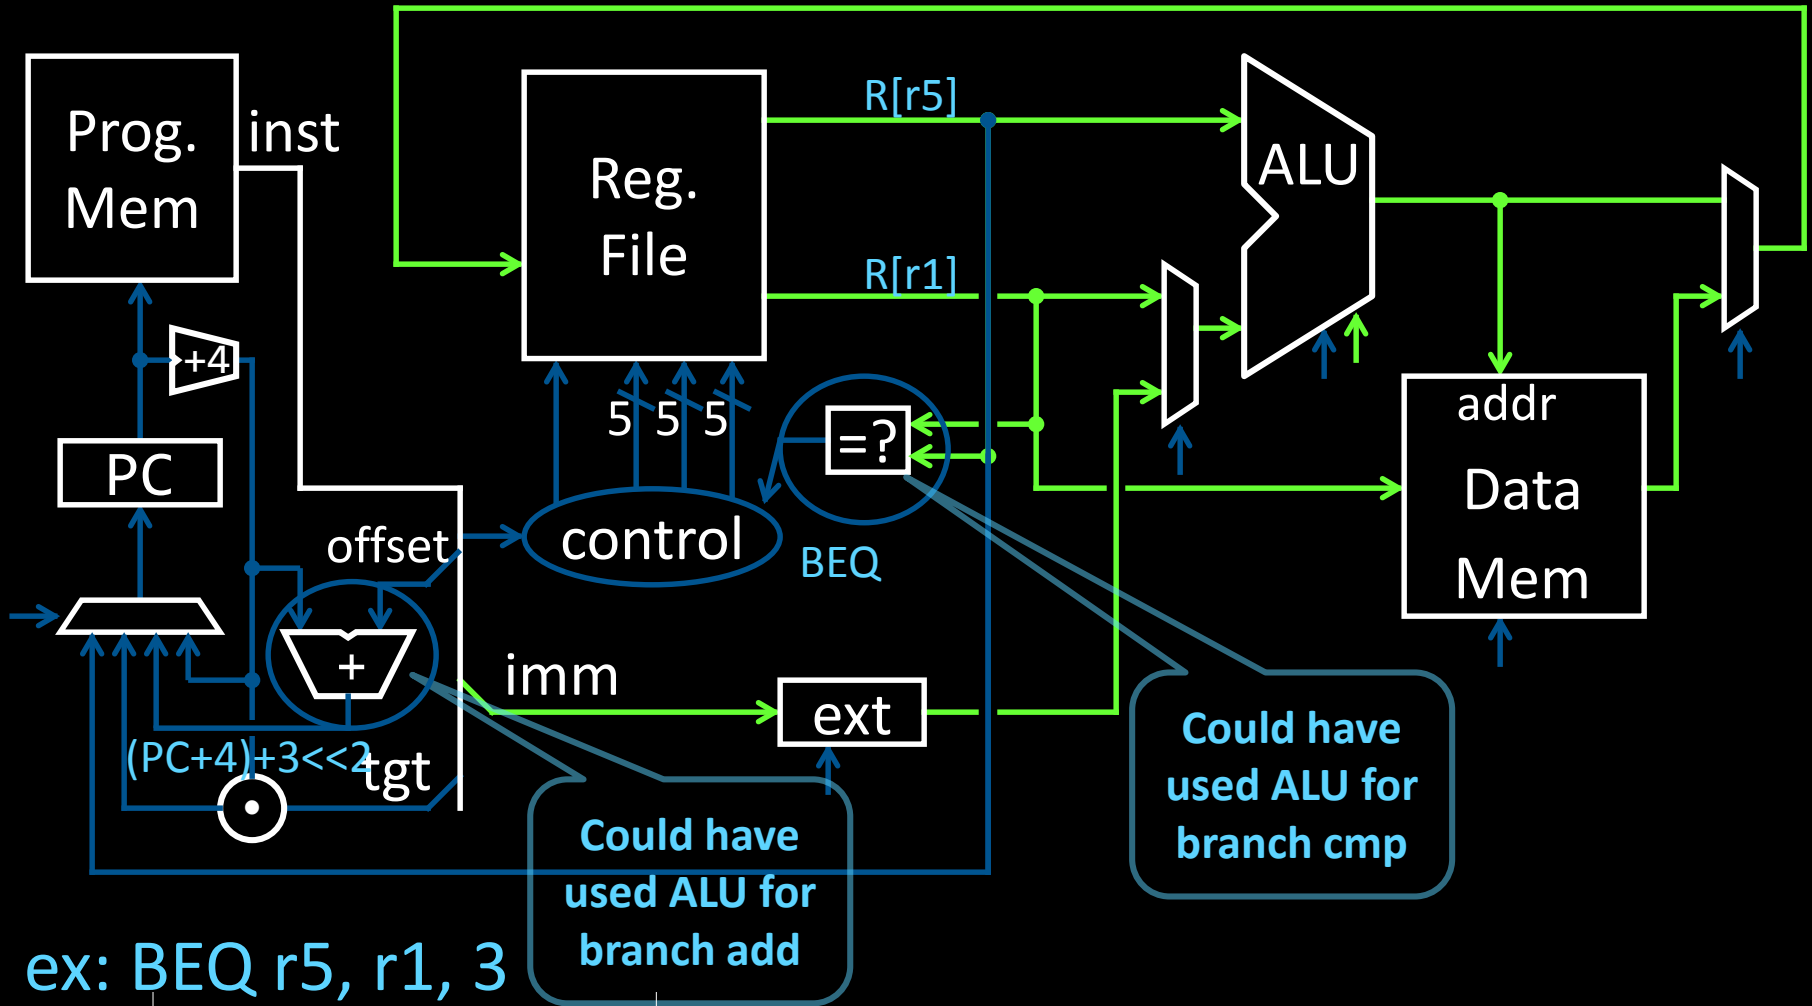 Prog.
Mem
inst
+4
PC
Reg.
File
R[r5]
R[r1]
5 5 5
=?
BEQ
control
offset
+
imm
ext
(PC+4)+3<<2
tgt
ALU
addr
Data
Mem
Could have
used ALU for
branch cmp
Could have
used ALU for
branch add
ex: BEQ r5, r1, 3